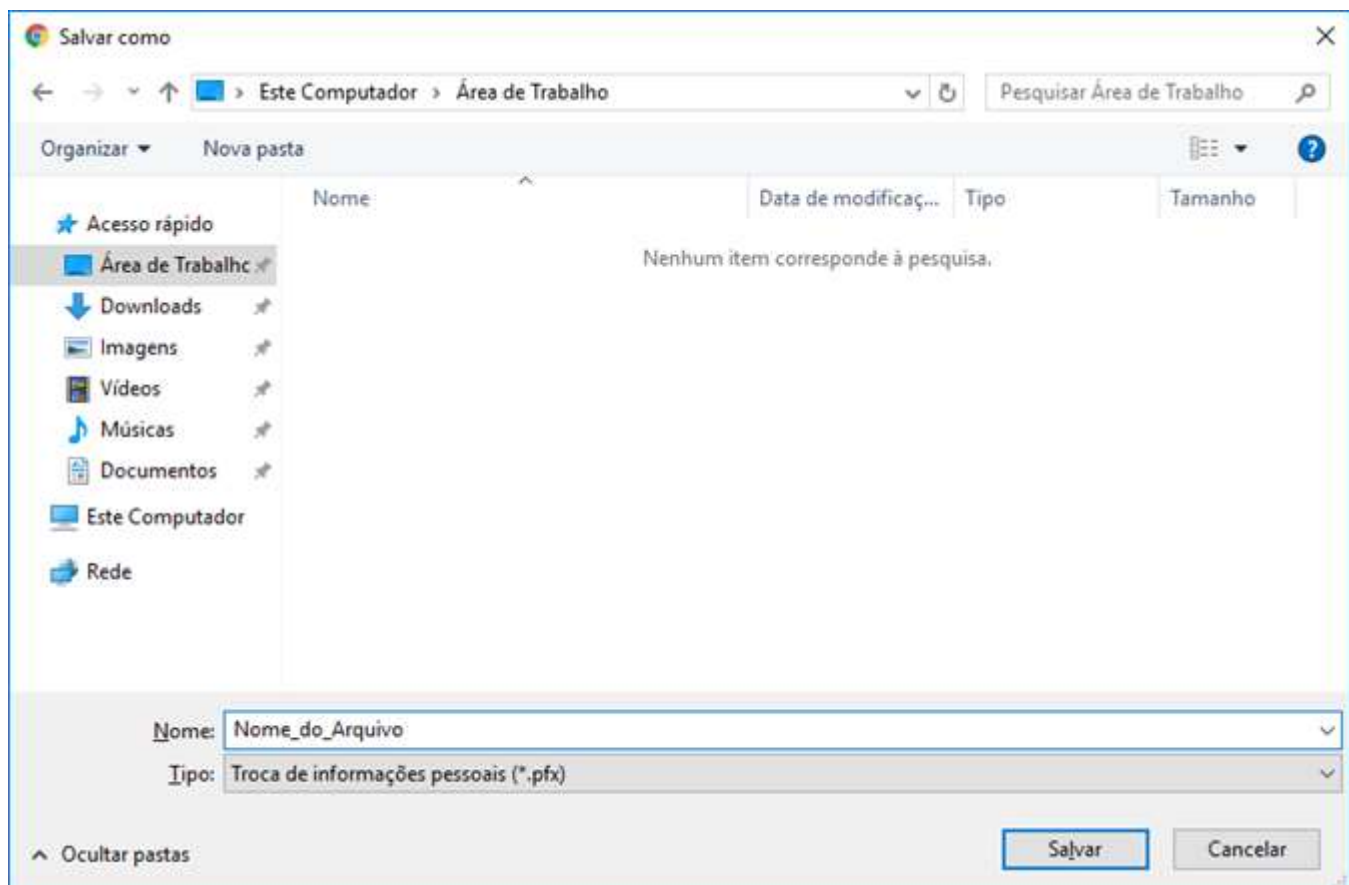 Salvar como
Este Computador › Área de Trabalho
Pesquisar Área de Trabalho
Organizar
Nova pasta
Nome
Data de modificaç...
Tipo
Tamanho
Nenhum item corresponde à pesquisa.
Acesso rápido
Área de Trabalhc
Downloads
Imagens
Vídeos
Músicas
Documentos
Este Computador
Rede
Nome: Nome_do_Arquivo
Tipo: Troca de informações pessoais (*.pfx)
Ocultar pastas
Salvar
Cancelar